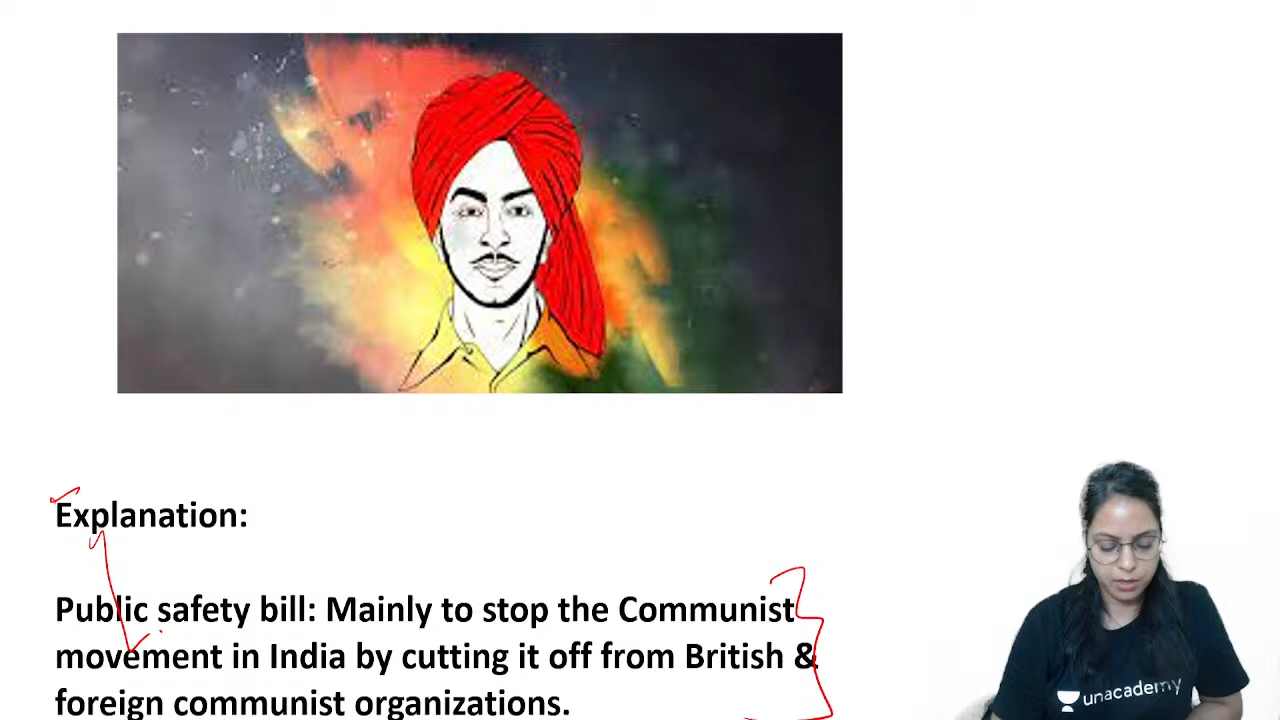 Explanation:
Public safety bill: Mainly to stop the Communist
movement in India by cutting it off from British &
foreign communist organizations.
unacademy